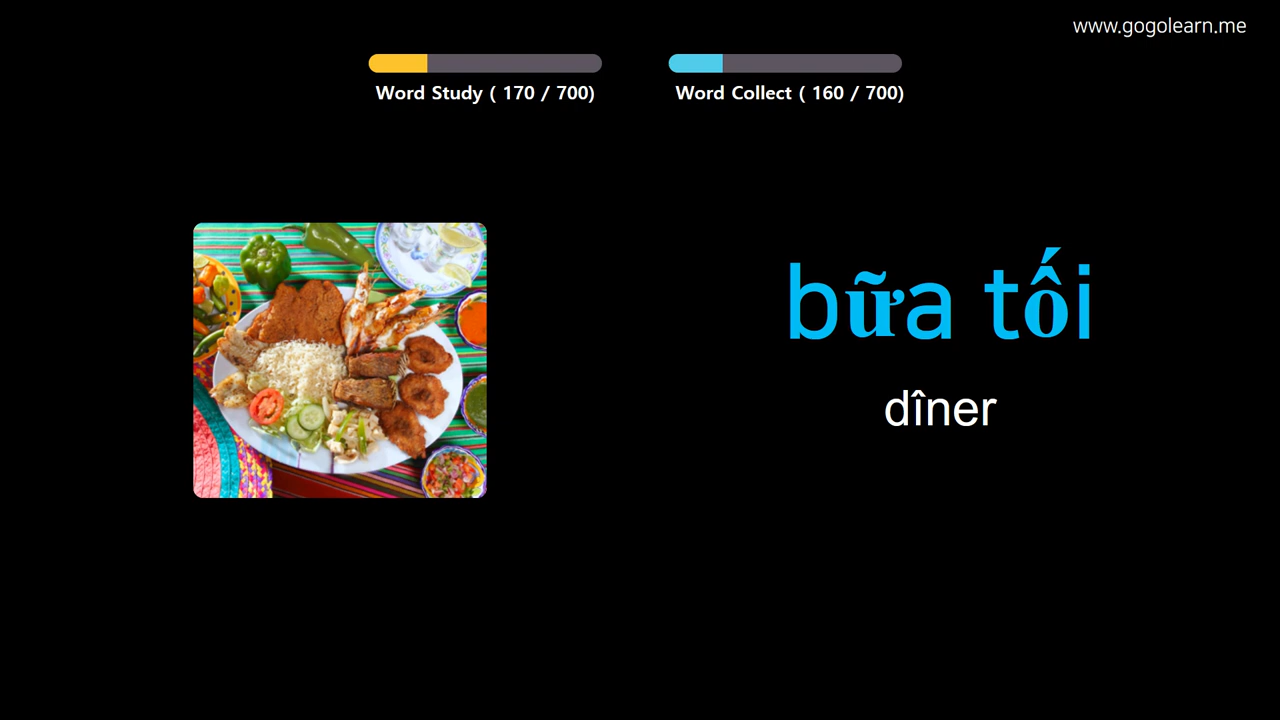 www.gogolearn.me
Word Study ( 170 / 700)
Word Collect ( 160 / 700)
bữa tối
dîner